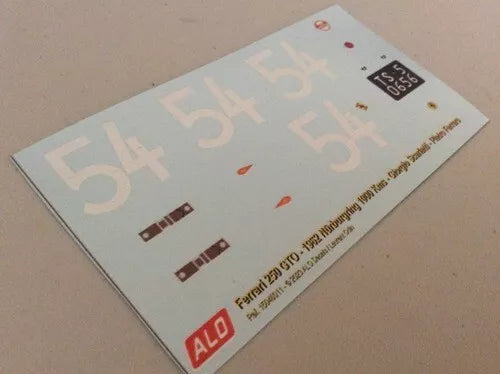 54
54
54
54
TS 5
0656
Ferrari 250 GTO - 1962 Nürburgring 1000 Kms - Giorgio Scarlatti - Pietro Ferraro
ALO